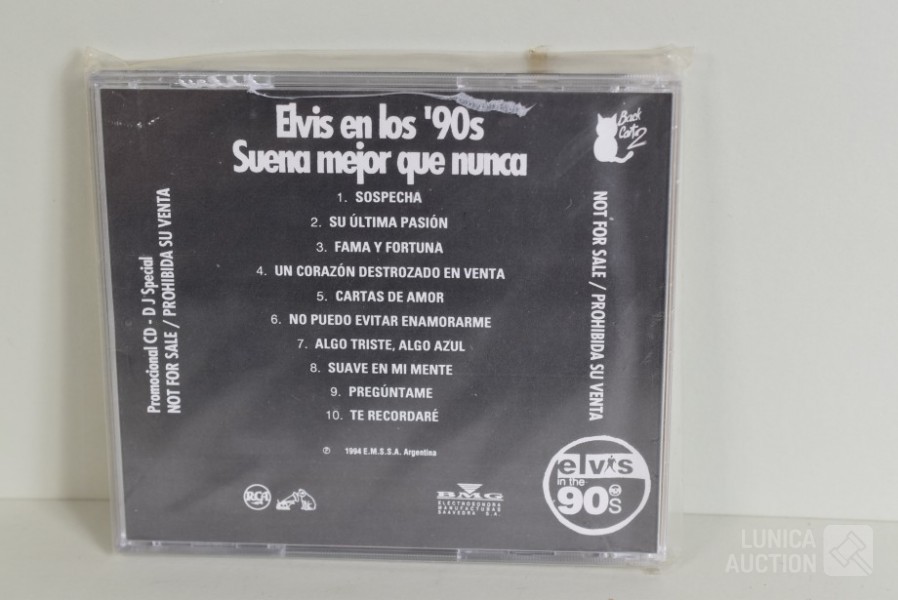 Elvis en los '90s
Suena mejor que nunca
Back
Cat 2
1. SOSPECHA
2. SU ÚLTIMA PASIÓN
3. FAMA Y FORTUNA
4. UN CORAZÓN DESTROZADO EN VENTA
5. CARTAS DE AMOR
6. NO PUEDO EVITAR ENAMORARME
7. ALGO TRISTE, ALGO AZUL
8. SUAVE EN MI MENTE
9. PREGÚNTAME
10. TE RECORDARÉ
℗ 1994 E.M.S.S.A. Argentina
Promocional CD - D J Special
NOT FOR SALE / PROHIBIDA SU VENTA
NOT FOR SALE / PROHIBIDA SU VENTA
RCA
BMG
ELECTROSONORA
MANUFACTURAS
SAAVEDRA S.A.
elvis
in the
90s
LUNICA
AUCTION